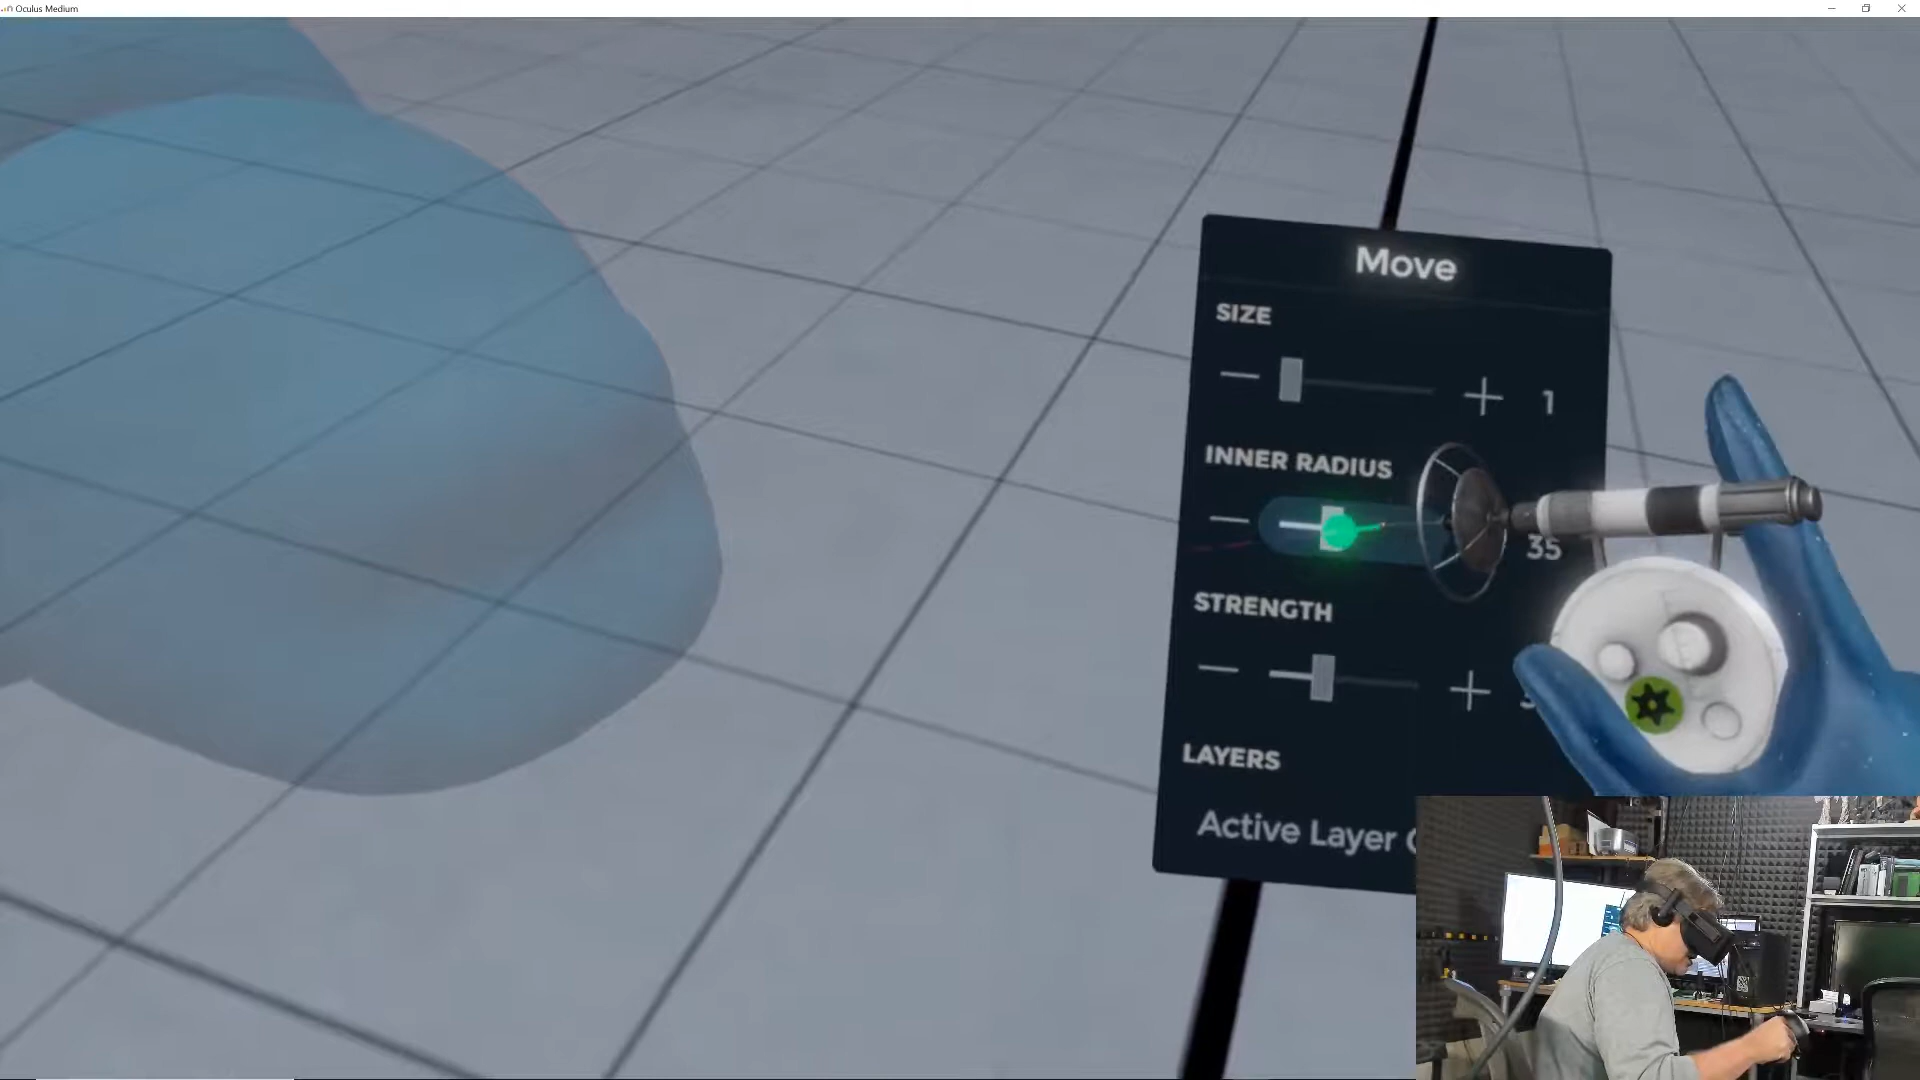 Oculus Medium
Move
SIZE
1
INNER RADIUS
35
STRENGTH
LAYERS
Active Layer